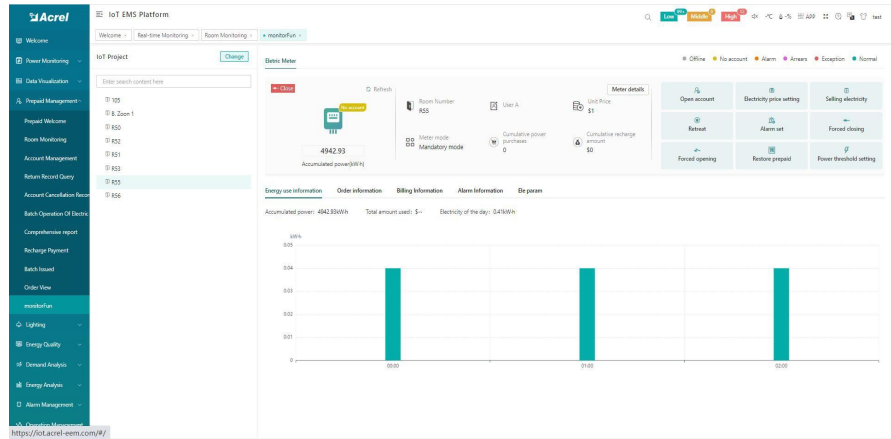 Acrel
IoT EMS Platform
Low
99+
Middle
High
APP
test
Welcome
Real-time Monitoring
Room Monitoring
monitorFun
Welcome
Power Monitoring
Data Visualization
Prepaid Management
Prepaid Welcome
Room Monitoring
Account Management
Return Record Query
Account Cancellation Recor
Batch Operation Of Electric
Comprehensive report
Recharge Payment
Batch Issued
Order View
monitorFun
Lighting
Energy Quality
Demand Analysis
Energy Analysis
Alarm Management
Operation Management
https://iot.acrel-eem.com/#/
IoT Project
Change
Enter search content here
105
B. Zoon 1
R50
R52
R51
R53
R55
R56
Eletric Meter
Offline
No account
Alarm
Arrears
Exception
Normal
Close
Refresh
No account
4942.93
Accumulated power(kW·h)
Meter details
Room Number
R55
User A
Unit Price
$1
Meter mode
Mandatory mode
Cumulative power purchases
0
Cumulative recharge amount
$0
Open account
Electricity price setting
Selling electricity
Retreat
Alarm set
Forced closing
Forced opening
Restore prepaid
Power threshold setting
Energy use information
Order information
Billing Information
Alarm Information
Ele param
Accumulated power: 4942.93kW·h
Total amount used: $--
Electricity of the day: 0.41kW·h
kW·h
0.05
0.04
0.03
0.02
0.01
0
00:00
01:00
02:00